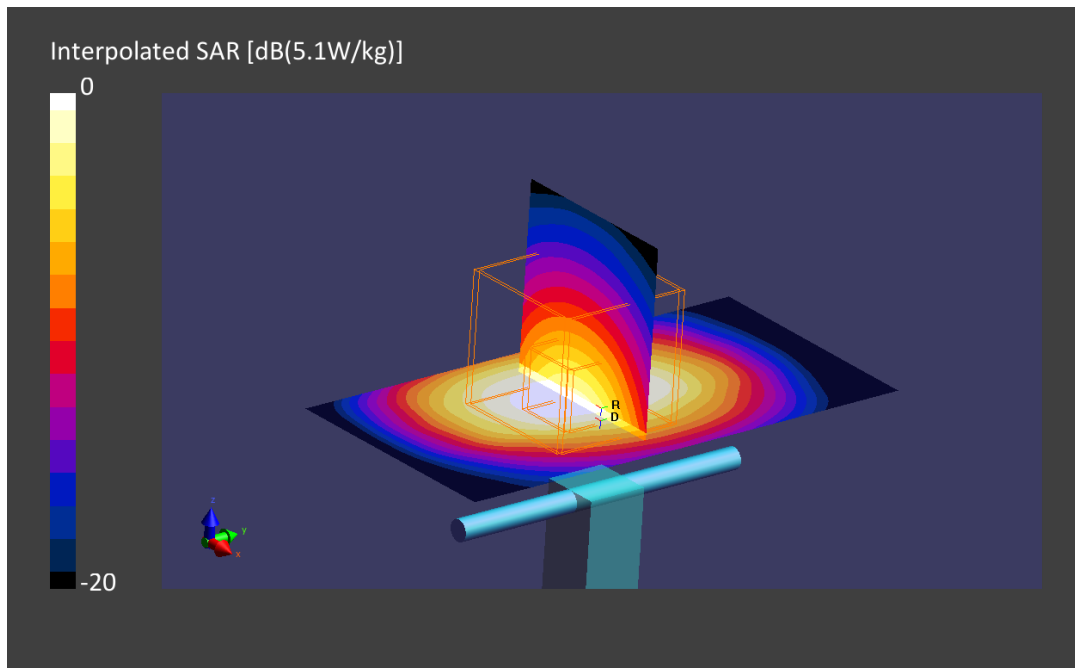 Interpolated SAR [dB(5.1W/kg)]
0
R
D
z
y
x
-20